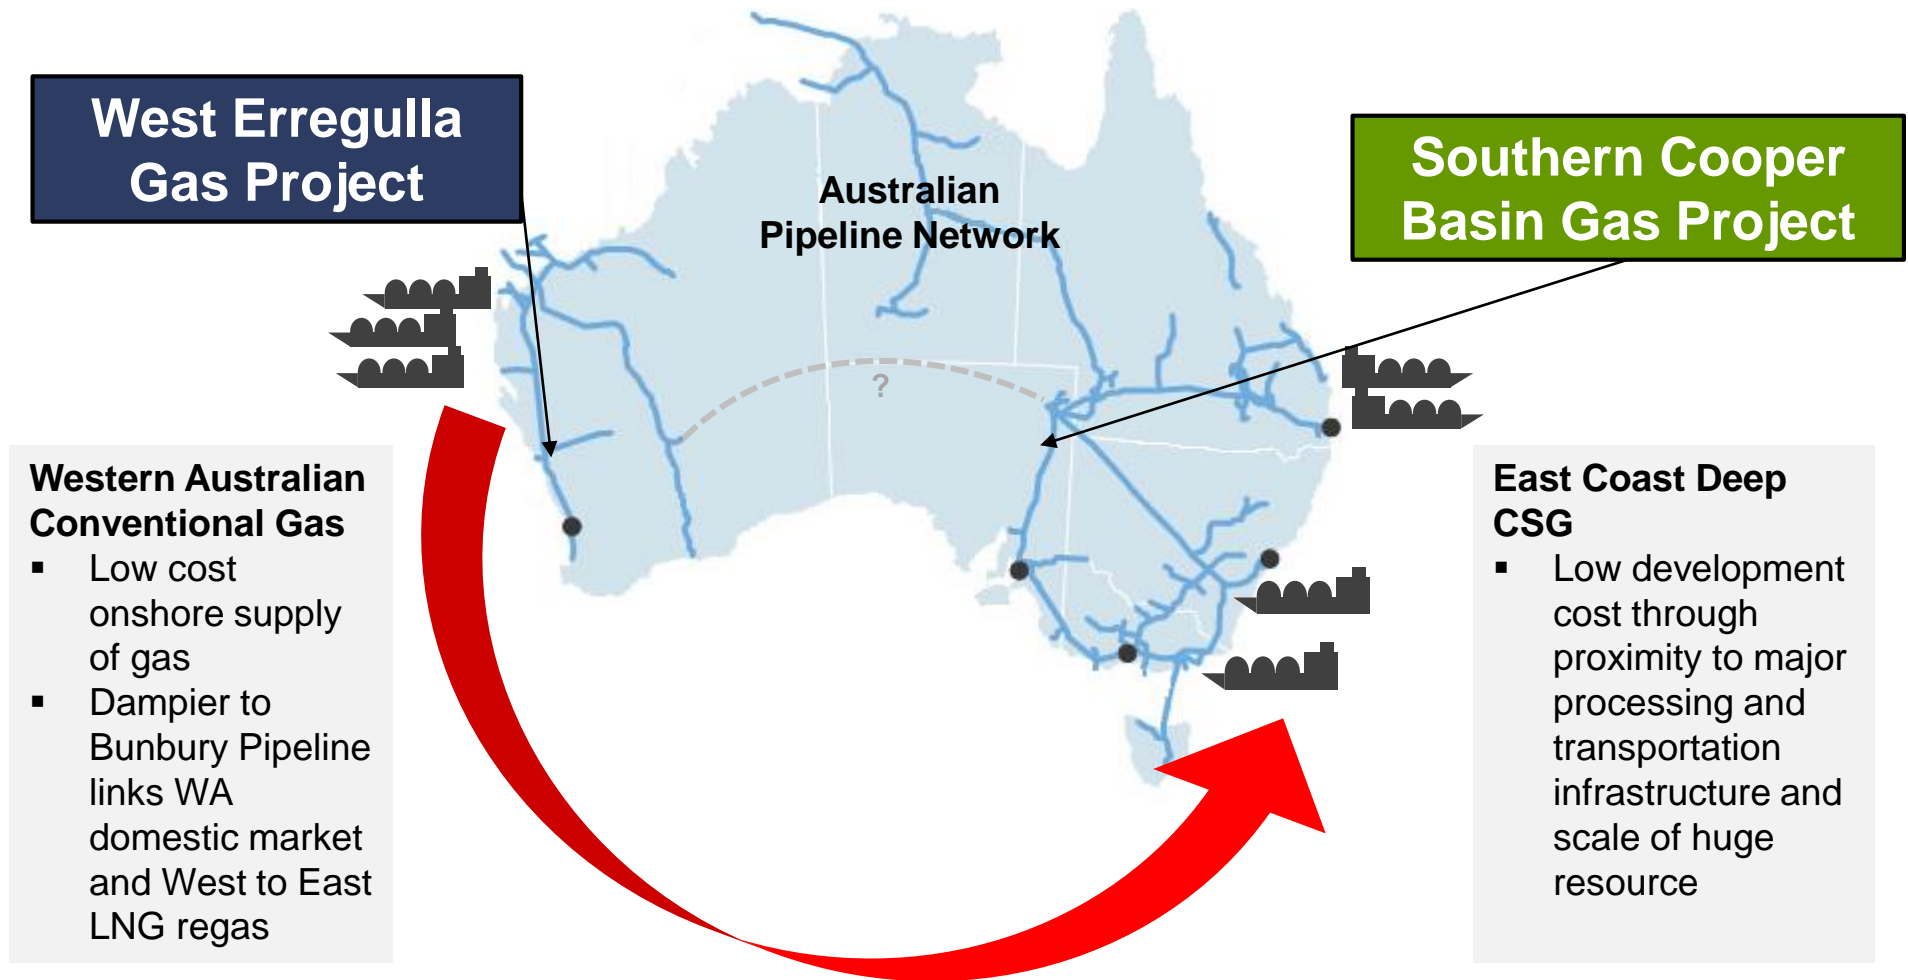 West Erregulla
Gas Project
Australian
Pipeline Network
Southern Cooper
Basin Gas Project
?
Western Australian
Conventional Gas
▪ Low cost
onshore supply
of gas
▪ Dampier to
Bunbury Pipeline
links WA
domestic market
and West to East
LNG regas
East Coast Deep
CSG
▪ Low development
cost through
proximity to major
processing and
transportation
infrastructure and
scale of huge
resource